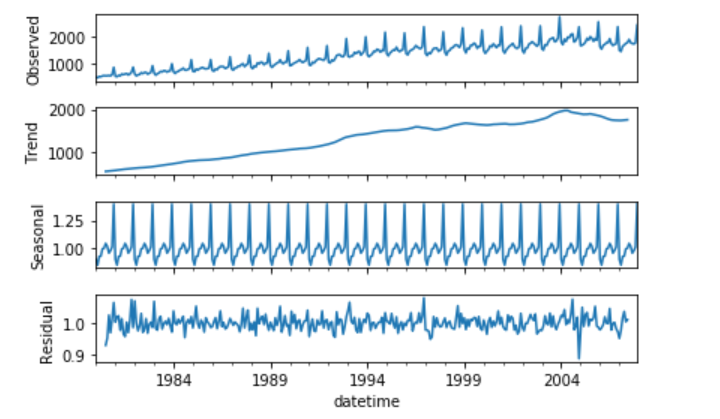 Observed
2000
1000
Trend
2000
1000
Seasonal
1.25
1.00
Residual
1.0
0.9
1984 1989 1994 1999 2004
datetime